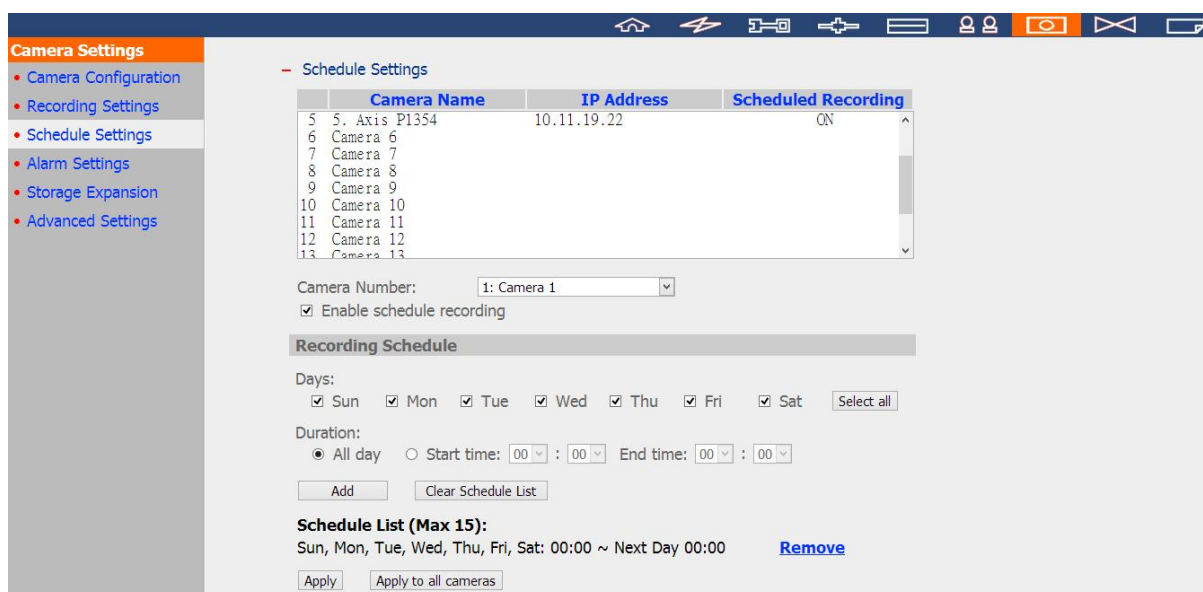 Camera Settings
• Camera Configuration
• Recording Settings
• Schedule Settings
• Alarm Settings
• Storage Expansion
• Advanced Settings
– Schedule Settings
Camera Name IP Address Scheduled Recording
5 5. Axis P1354 10.11.19.22 ON
6 Camera 6
7 Camera 7
8 Camera 8
9 Camera 9
10 Camera 10
11 Camera 11
12 Camera 12
13 Camera 13
Camera Number: 1: Camera 1
Enable schedule recording
Recording Schedule
Days:
Sun Mon Tue Wed Thu Fri Sat Select all
Duration:
All day Start time: 00 : 00 End time: 00 : 00
Add Clear Schedule List
Schedule List (Max 15):
Sun, Mon, Tue, Wed, Thu, Fri, Sat: 00:00 ~ Next Day 00:00 Remove
Apply Apply to all cameras